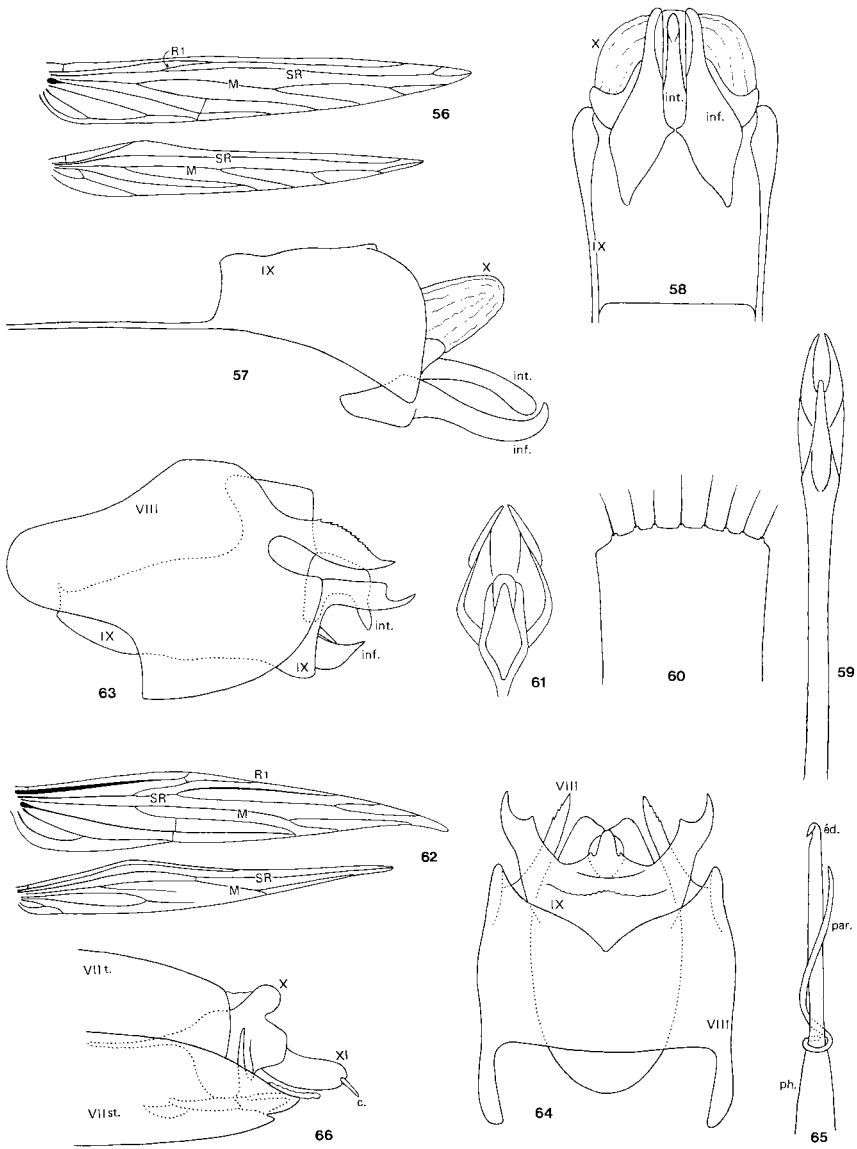 R1
SR
M
56
SR
M
X
int.
inf.
IX
58
IX
X
57
int.
inf.
59
VIII
IX
IX
int.
inf.
63
61
60
R1
SR
M
62
SR
M
VIII
IX
VIII
64
éd.
par.
ph.
65
VII t.
X
XI
c.
VII st.
66